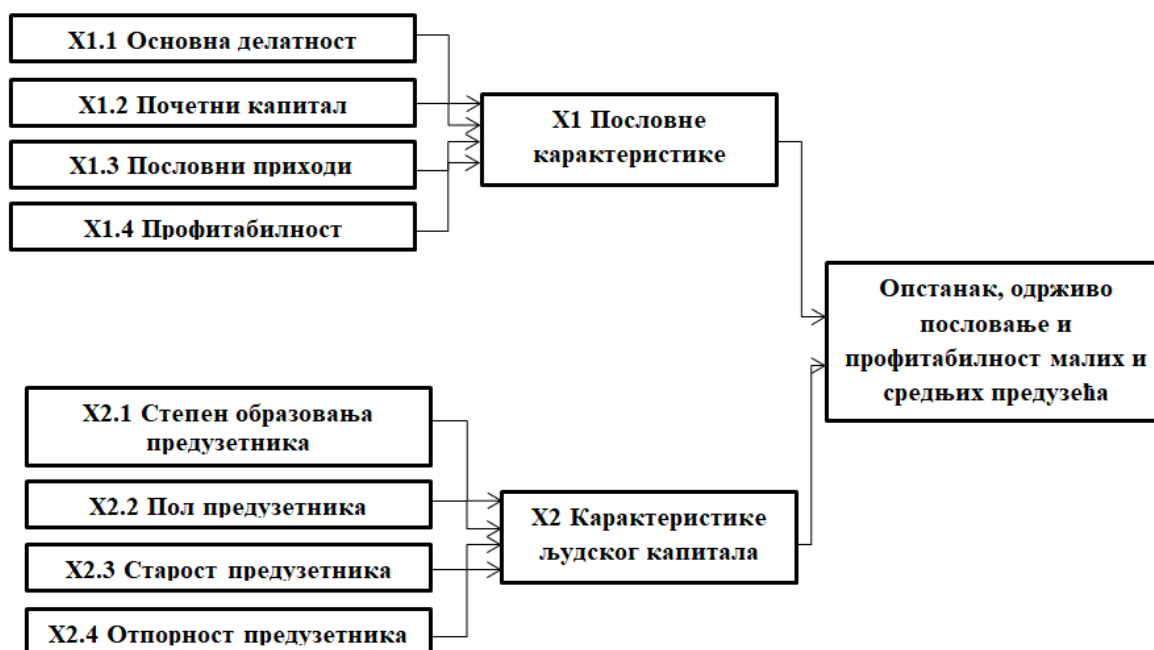 X1.1 Основна делатност
X1.2 Почетни капитал
X1.3 Пословни приходи
X1.4 Профитабилност
X1 Пословне
карактеристике
Опстанак, одрживо
пословање и
профитабилност малих и
средњих предузећа
X2.1 Степен образовања
предузетника
X2.2 Пол предузетника
X2.3 Старост предузетника
X2.4 Отпорност предузетника
X2 Карактеристике
људског капитала